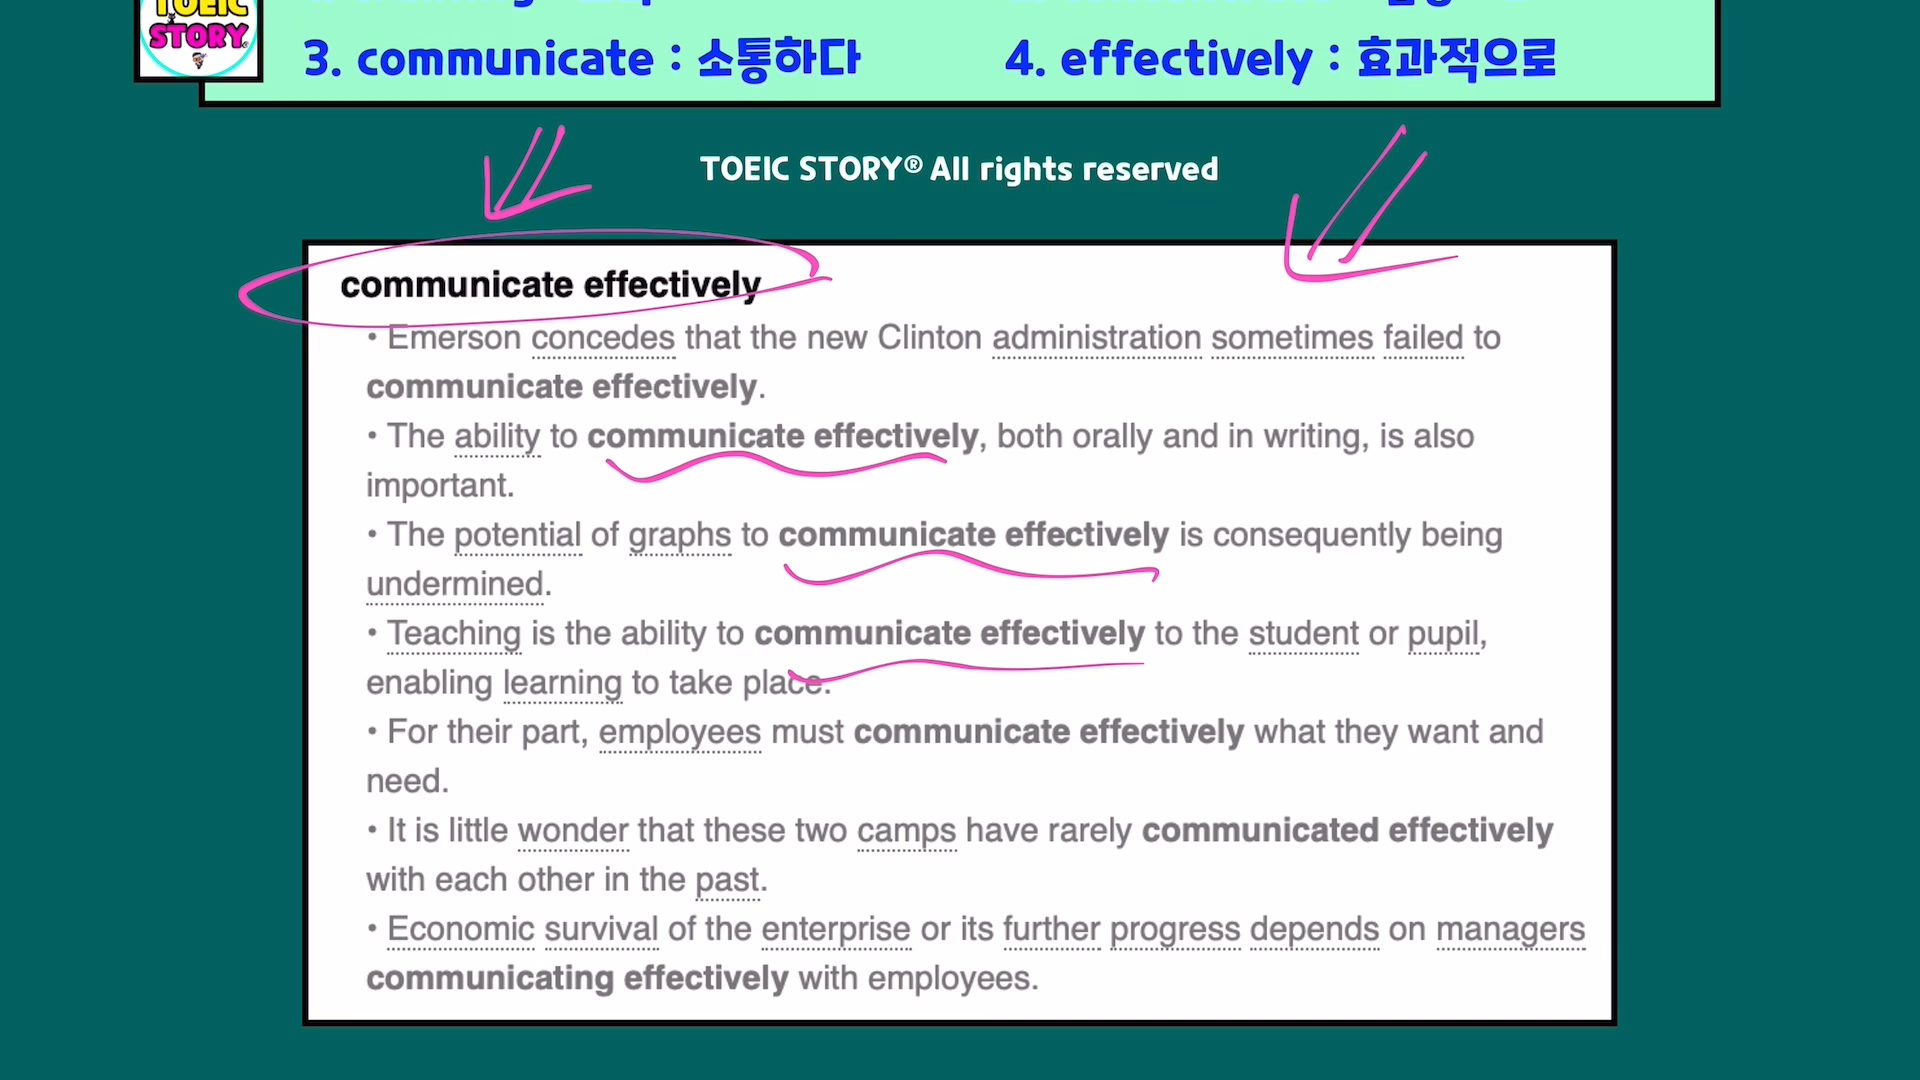 TOEIC
STORY
3. communicate : 소통하다
4. effectively : 효과적으로
TOEIC STORY® All rights reserved
communicate effectively
• Emerson concedes that the new Clinton administration sometimes failed to
communicate effectively.
• The ability to communicate effectively, both orally and in writing, is also
important.
• The potential of graphs to communicate effectively is consequently being
undermined.
• Teaching is the ability to communicate effectively to the student or pupil,
enabling learning to take place.
• For their part, employees must communicate effectively what they want and
need.
• It is little wonder that these two camps have rarely communicated effectively
with each other in the past.
• Economic survival of the enterprise or its further progress depends on managers
communicating effectively with employees.